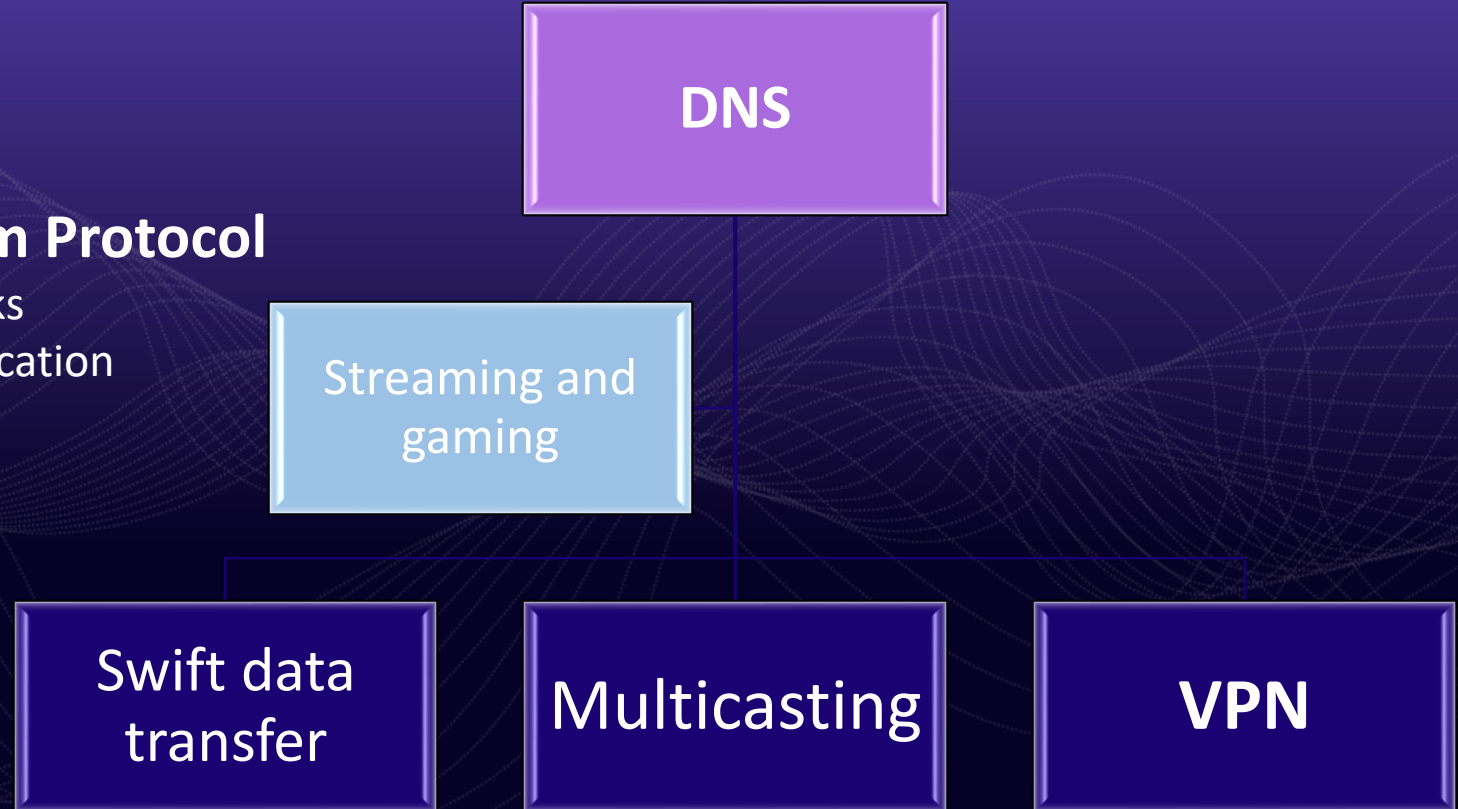 DNS
m Protocol
ks
cation
Streaming and
gaming
Swift data
transfer
Multicasting
VPN